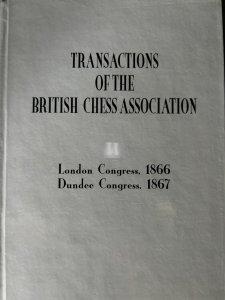 TRANSACTIONS
OF THE
BRITISH CHESS ASSOCIATION
London Congress, 1866
Dundee Congress, 1867